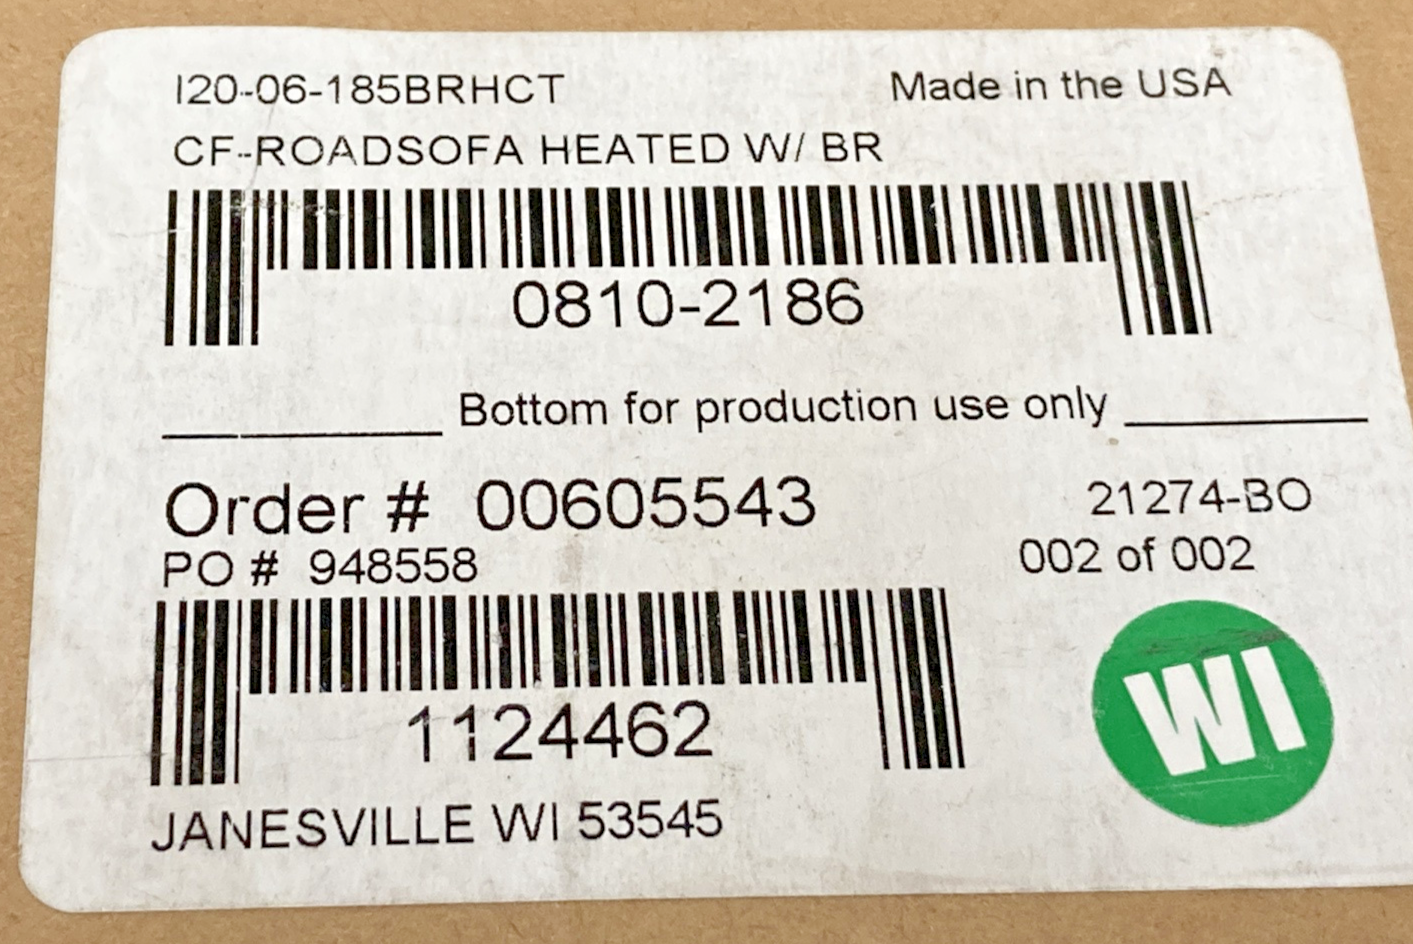 I20-06-185BRHCT Made in the USA
CF-ROADSOFA HEATED W/ BR
0810-2186
Bottom for production use only
Order # 00605543 21274-BO
PO # 948558 002 of 002
1124462
WI
JANESVILLE WI 53545